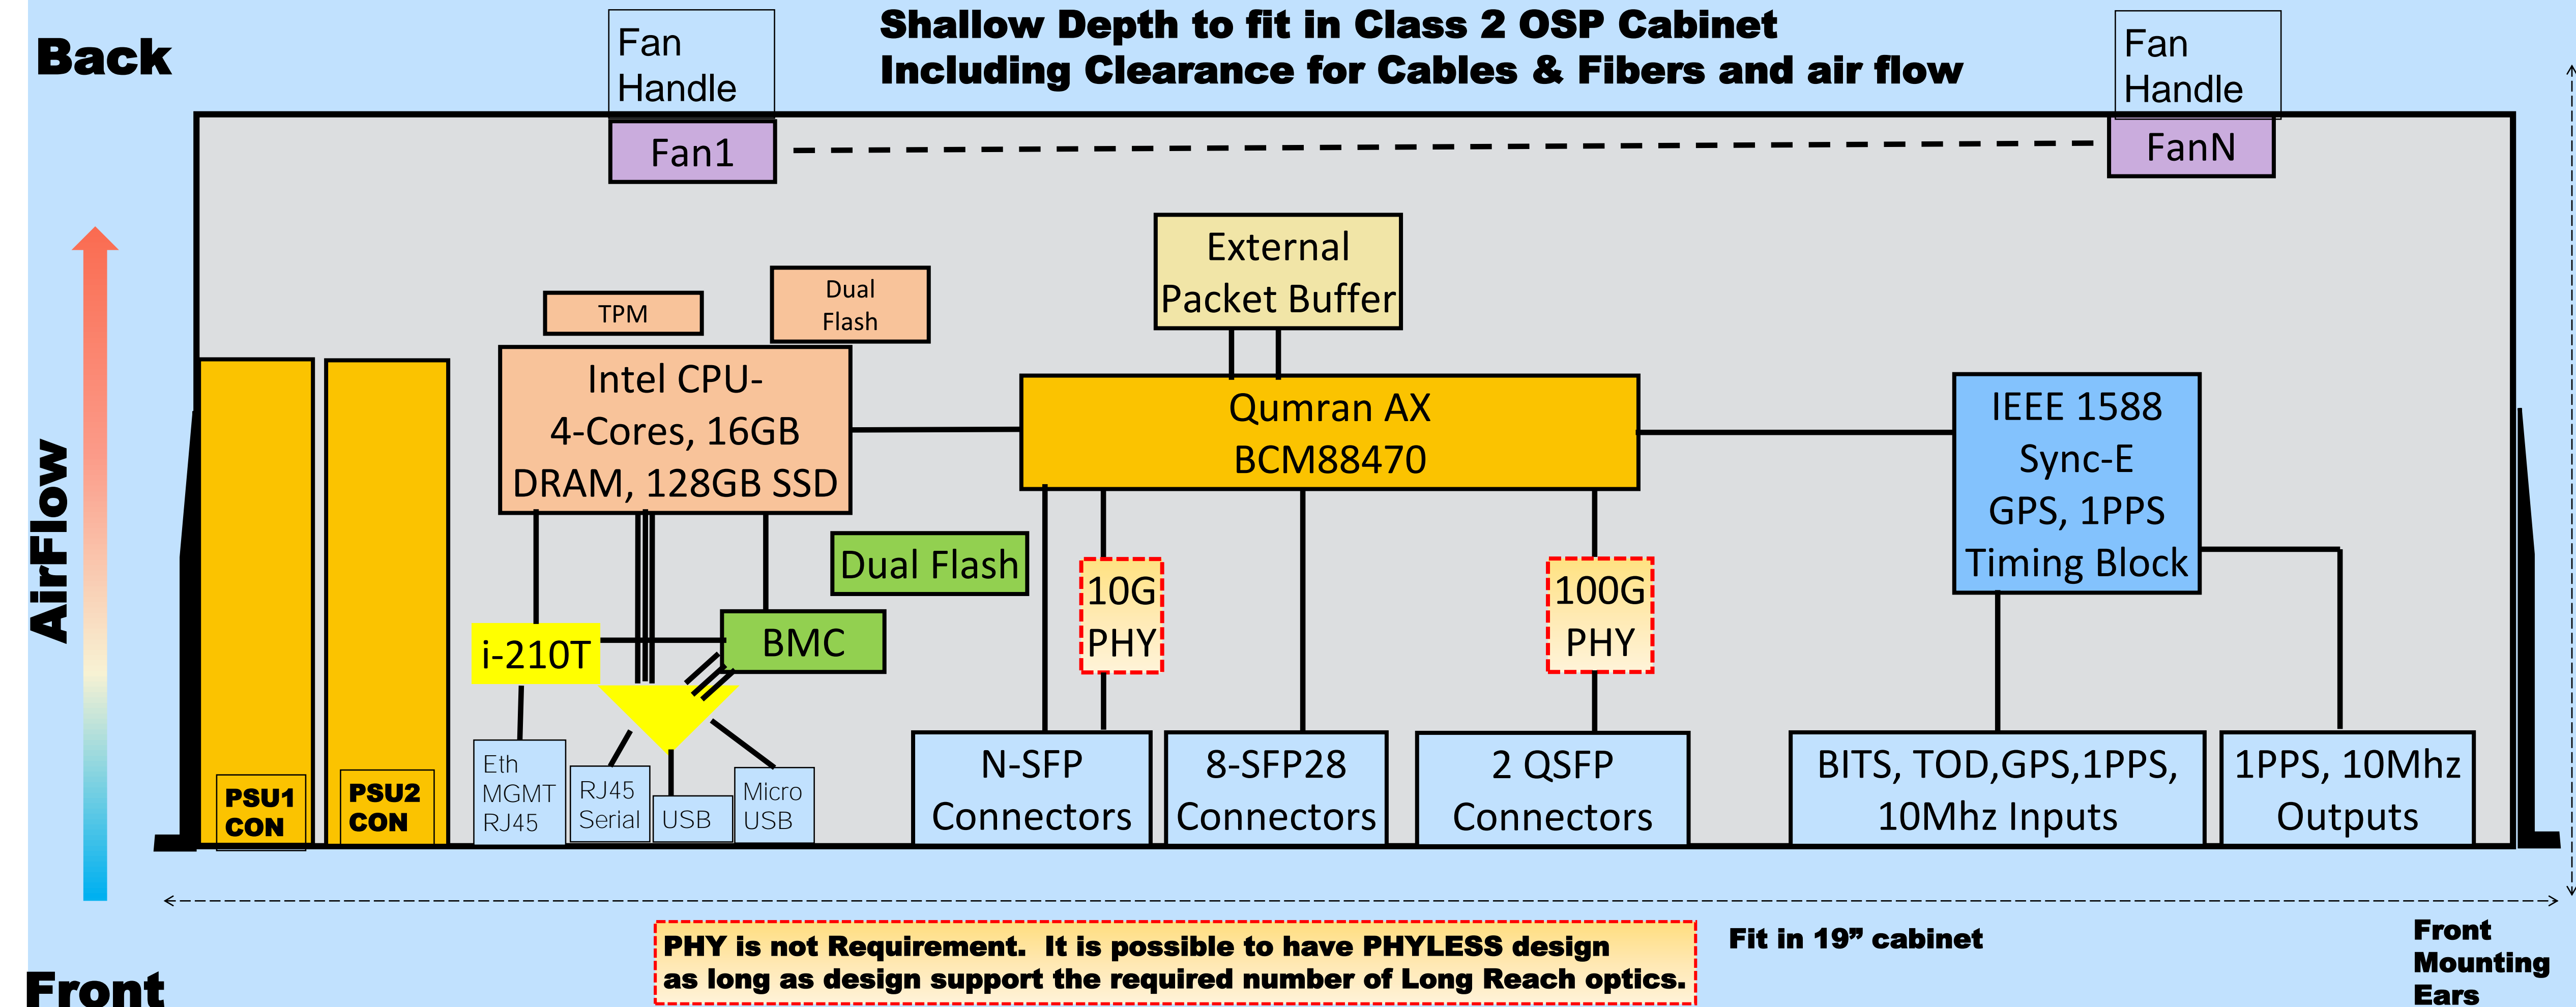 Back
Fan
Handle
Shallow Depth to fit in Class 2 OSP Cabinet
Including Clearance for Cables & Fibers and air flow
Fan
Handle
Fan1
FanN
External
Packet Buffer
TPM
Dual
Flash
Intel CPU-
4-Cores, 16GB
DRAM, 128GB SSD
Qumran AX
BCM88470
IEEE 1588
Sync-E
GPS, 1PPS
Timing Block
AirFlow
Dual Flash
10G
PHY
100G
PHY
i-210T
BMC
PSU1
CON
PSU2
CON
Eth
MGMT
RJ45
RJ45
Serial
USB
Micro
USB
N-SFP
Connectors
8-SFP28
Connectors
2 QSFP
Connectors
BITS, TOD,GPS,1PPS,
10Mhz Inputs
1PPS, 10Mhz
Outputs
PHY is not Requirement.  It is possible to have PHYLESS design
as long as design support the required number of Long Reach optics.
Fit in 19” cabinet
Front
Mounting
Ears
Front